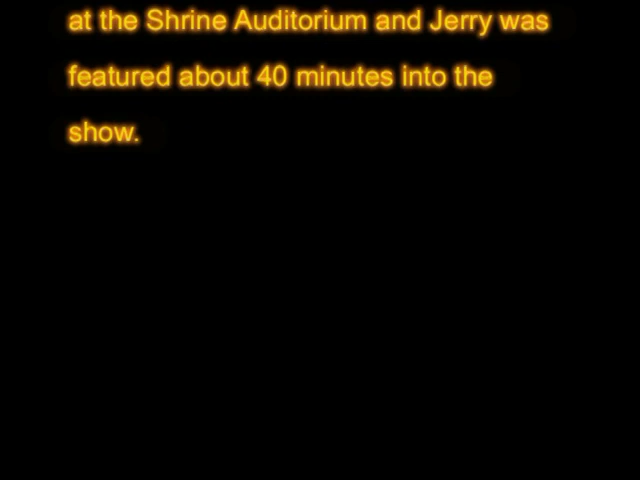 at the Shrine Auditorium and Jerry was
featured about 40 minutes into the
show.